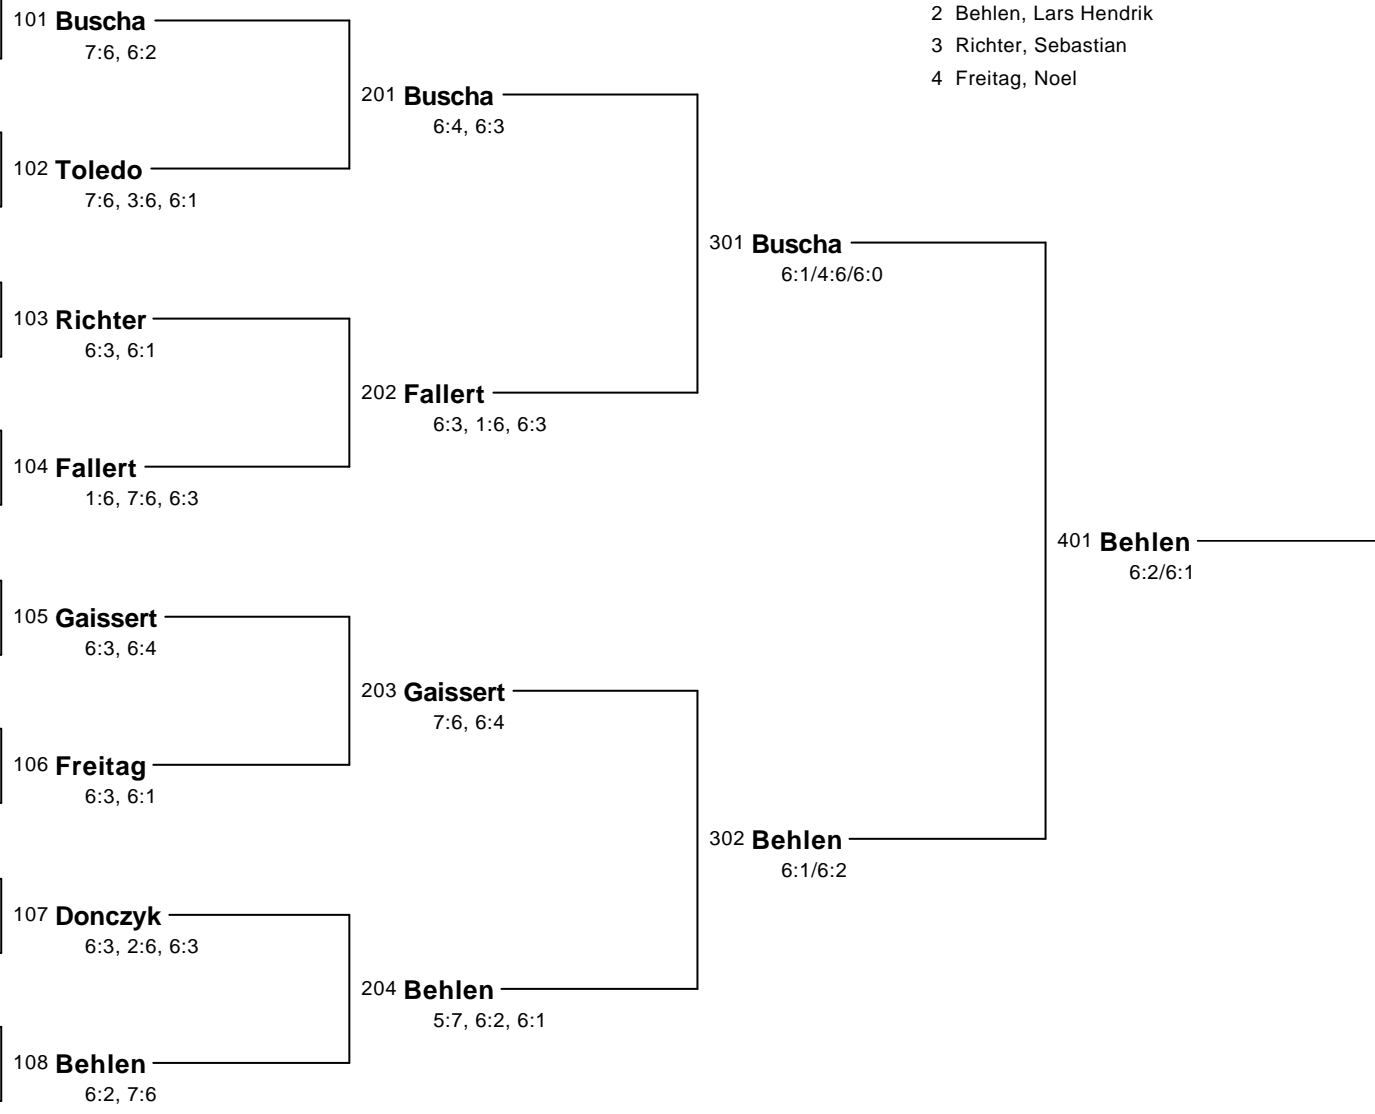 101 Buscha
7:6, 6:2
2 Behlen, Lars Hendrik
3 Richter, Sebastian
4 Freitag, Noel
201 Buscha
6:4, 6:3
102 Toledo
7:6, 3:6, 6:1
301 Buscha
6:1/4:6/6:0
103 Richter
6:3, 6:1
202 Fallert
6:3, 1:6, 6:3
104 Fallert
1:6, 7:6, 6:3
401 Behlen
6:2/6:1
105 Gaissert
6:3, 6:4
203 Gaissert
7:6, 6:4
106 Freitag
6:3, 6:1
302 Behlen
6:1/6:2
107 Donczyk
6:3, 2:6, 6:3
204 Behlen
5:7, 6:2, 6:1
108 Behlen
6:2, 7:6